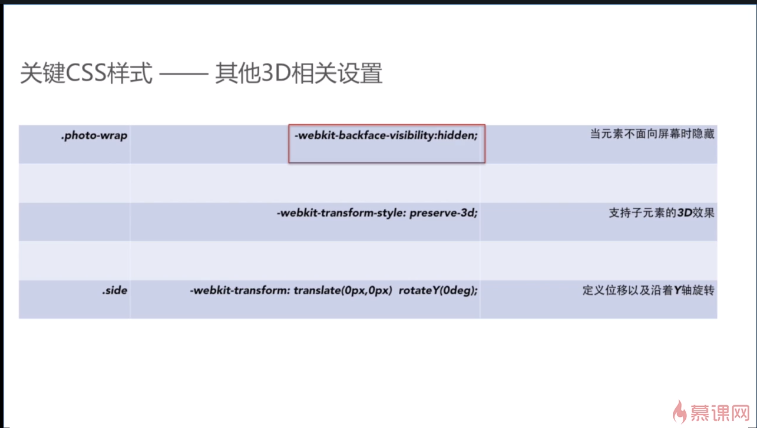 关键CSS样式 —— 其他3D相关设置
.photo-wrap -webkit-backface-visibility:hidden; 当元素不面向屏幕时隐藏
-webkit-transform-style: preserve-3d; 支持子元素的3D效果
.side -webkit-transform: translate(0px,0px) rotateY(0deg); 定义位移以及沿着Y轴旋转
慕课网